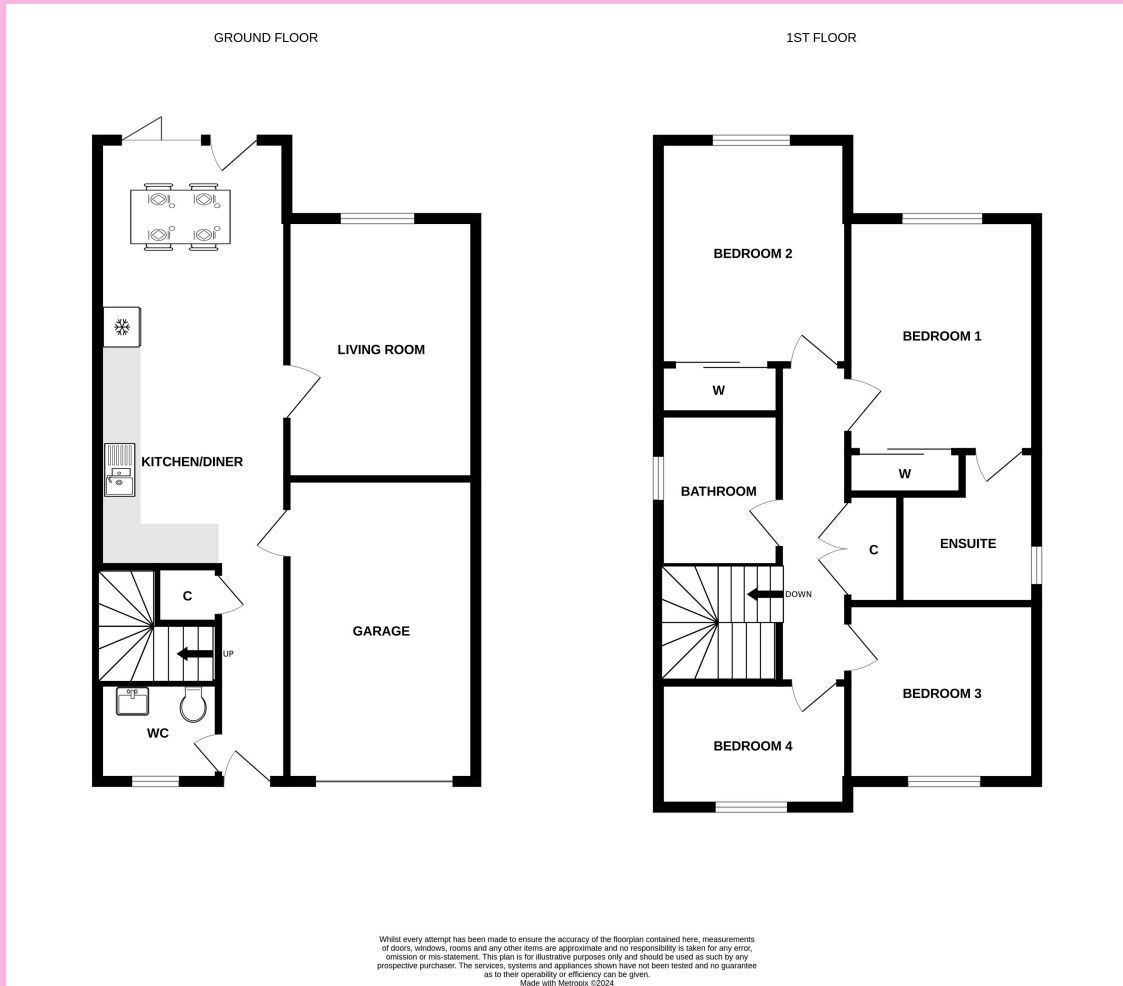 GROUND FLOOR
1ST FLOOR
LIVING ROOM
KITCHEN/DINER
C
UP
WC
GARAGE
BEDROOM 2
BEDROOM 1
W
W
BATHROOM
C
ENSUITE
DOWN
BEDROOM 3
BEDROOM 4
Whilst every attempt has been made to ensure the accuracy of the floorplan contained here, measurements
of doors, windows, rooms and any other items are approximate and no responsibility is taken for any error,
omission or mis-statement. This plan is for illustrative purposes only and should be used as such by any
prospective purchaser. The services, systems and appliances shown have not been tested and no guarantee
as to their operability or efficiency can be given.
Made with Metropix ©2024